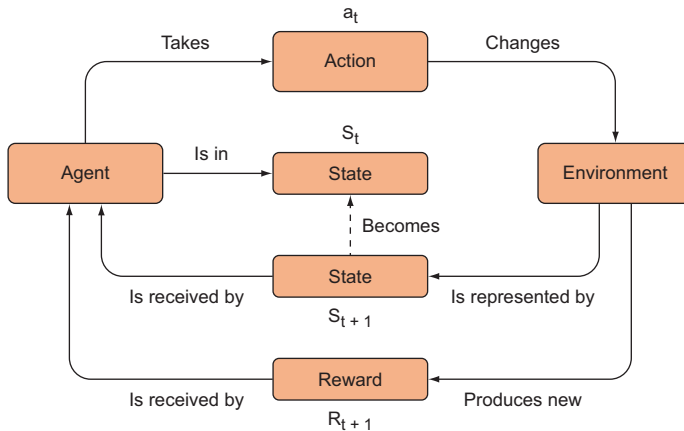 a_t
Takes
Action
Changes
S_t
Agent
Is in
State
Environment
Becomes
State
Is received by
Is represented by
S_t + 1
Reward
Is received by
Produces new
R_t + 1